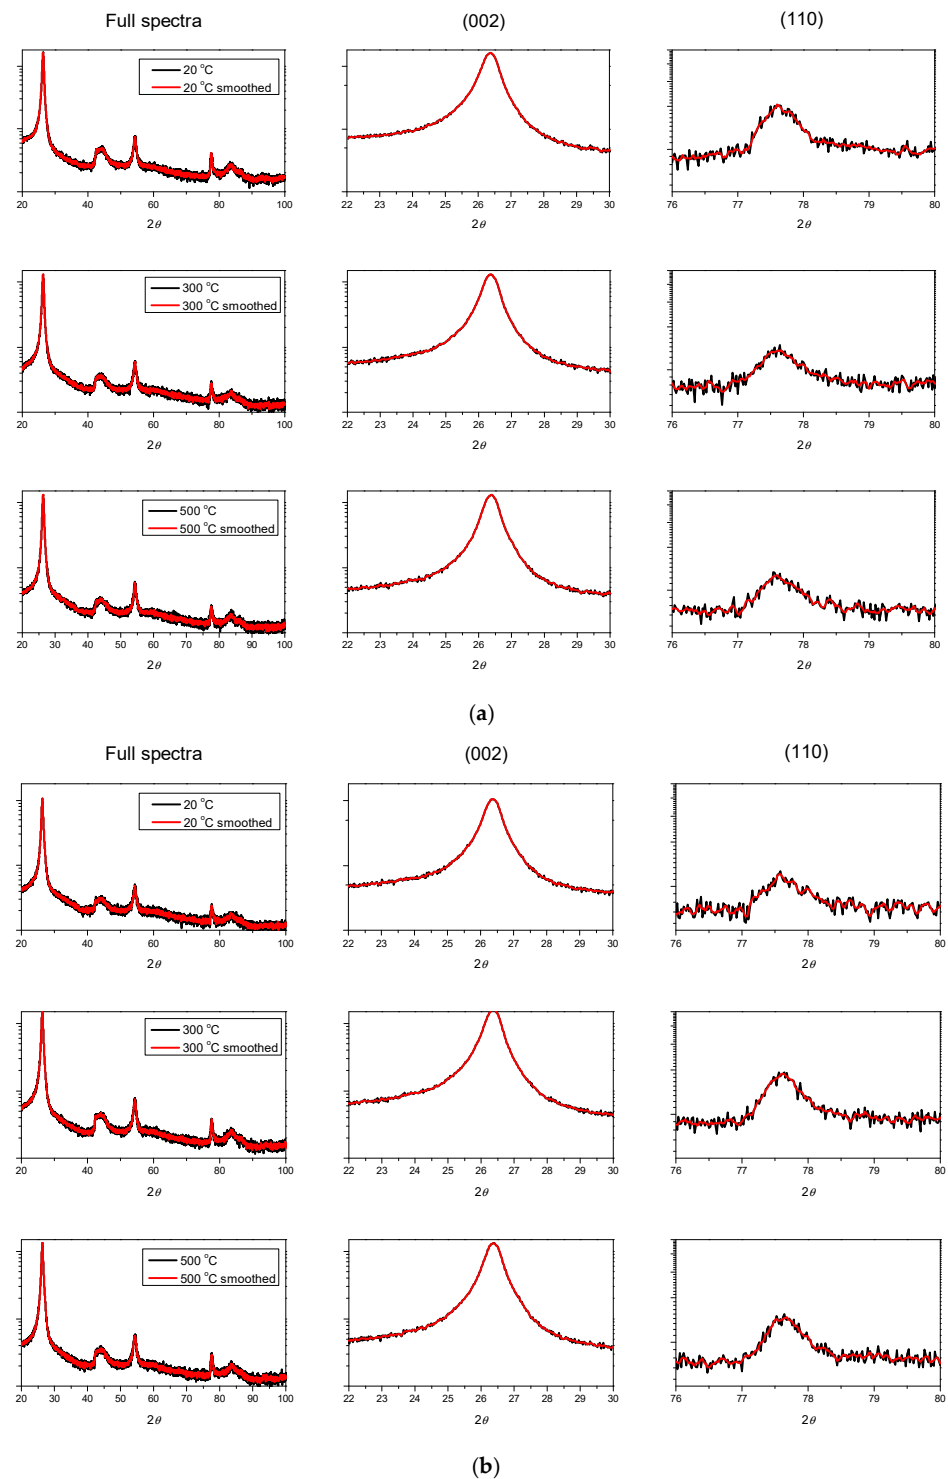 Full spectra (002) (110)
20 °C
20 °C smoothed
20 40 60 80 100 22 23 24 25 26 27 28 29 30 76 77 78 79 80
2θ 2θ 2θ
300 °C
300 °C smoothed
20 40 60 80 100 22 23 24 25 26 27 28 29 30 76 77 78 79 80
2θ 2θ 2θ
500 °C
500 °C smoothed
20 30 40 50 60 70 80 90 100 22 23 24 25 26 27 28 29 30 76 77 78 79 80
2θ 2θ 2θ
(a)
Full spectra (002) (110)
20 °C
20 °C smoothed
20 40 60 80 100 22 23 24 25 26 27 28 29 30 76 77 78 79 80
2θ 2θ 2θ
300 °C
300 °C smoothed
20 30 40 50 60 70 80 90 100 22 23 24 25 26 27 28 29 30 76 77 78 79 80
2θ 2θ 2θ
500 °C
500 °C smoothed
20 30 40 50 60 70 80 90 100 22 23 24 25 26 27 28 29 30 76 77 78 79 80
2θ 2θ 2θ
(b)